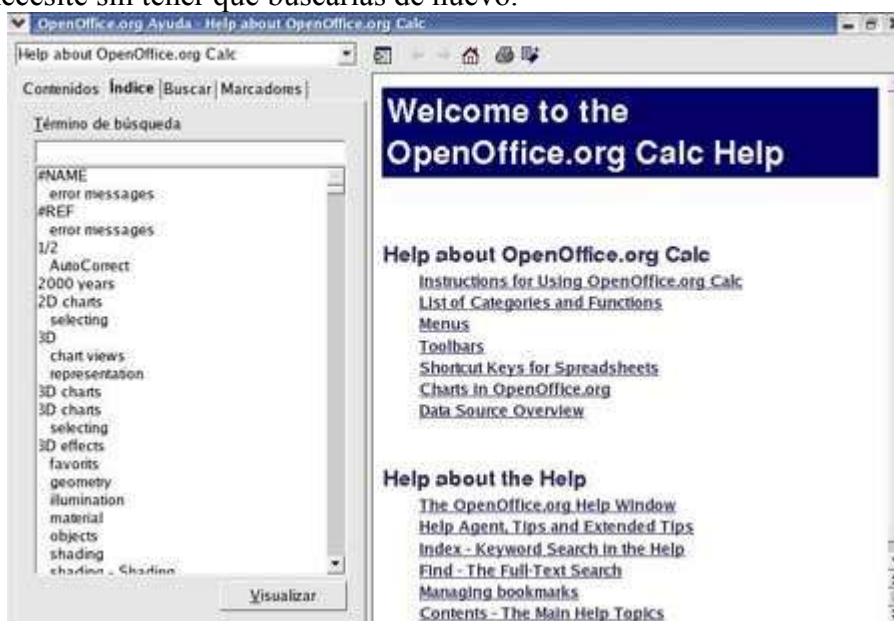 necesite sin tener que buscarlas de nuevo.
OpenOffice.org Ayuda - Help about OpenOffice.org Calc
Help about OpenOffice.org Calc
Contenidos Índice Buscar Marcadores
Término de búsqueda
#NAME
error messages
#REF
error messages
1/2
AutoCorrect
2000 years
2D charts
selecting
3D
chart views
representation
3D charts
3D charts
selecting
3D effects
favorits
geometry
illumination
material
objects
shading
shading - Shading
Visualizar
Welcome to the
OpenOffice.org Calc Help
Help about OpenOffice.org Calc
Instructions for Using OpenOffice.org Calc
List of Categories and Functions
Menus
Toolbars
Shortcut Keys for Spreadsheets
Charts in OpenOffice.org
Data Source Overview
Help about the Help
The OpenOffice.org Help Window
Help Agent, Tips and Extended Tips
Index - Keyword Search in the Help
Find - The Full-Text Search
Managing bookmarks
Contents - The Main Help Topics